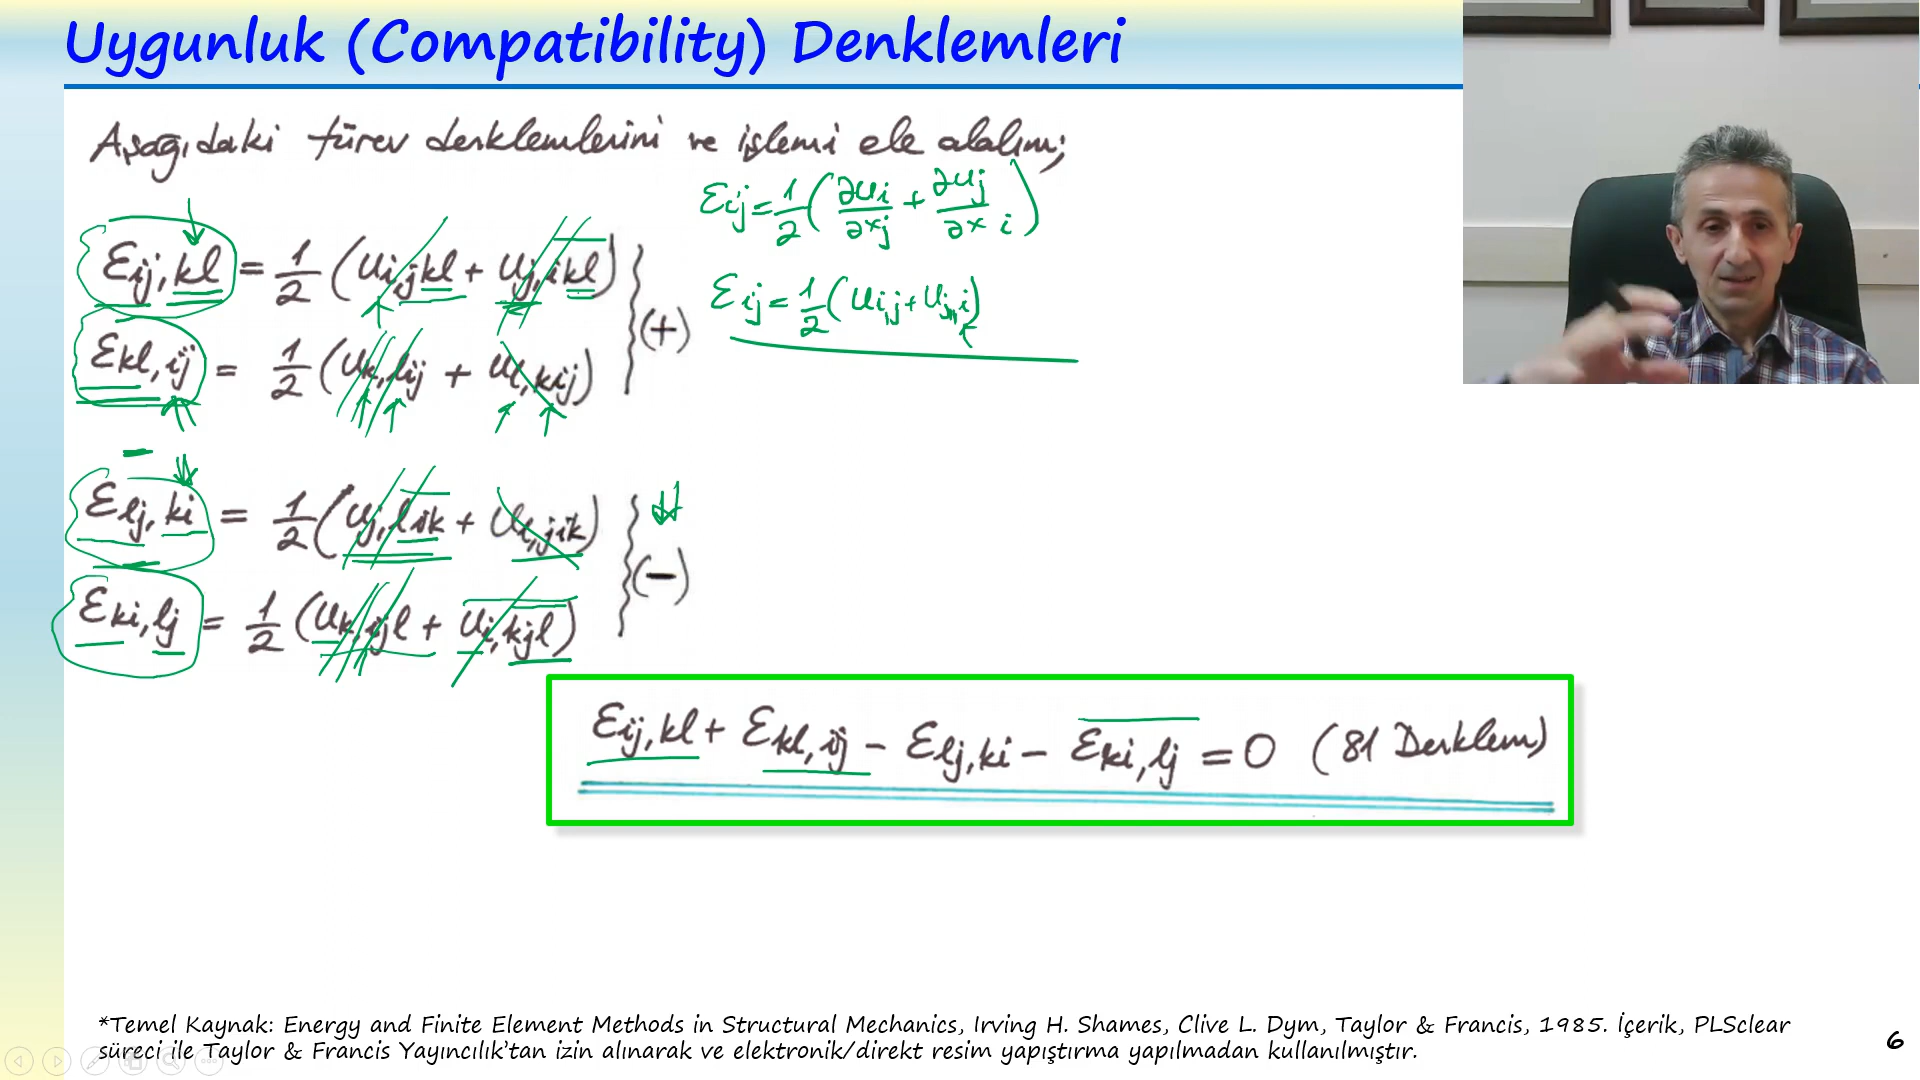 Uygunluk (Compatibility) Denklemleri
Aşağıdaki türev denklemlerini ve işlemi ele alalım;
εij = 1/2 (∂ui/∂xj + ∂uj/∂xi)
εij,kl = 1/2 (ui,jkl + uj,ikl)
εij = 1/2 (ui,j + uj,i)
(+)
εkl,ij = 1/2 (uk,lij + ul,kij)
εlj,ki = 1/2 (uj,lik + ul,jik)
(−)
εki,lj = 1/2 (uk,ijl + ui,kjl)
εij,kl + εkl,ij − εlj,ki − εki,lj = 0 (81 Denklem)
*Temel Kaynak: Energy and Finite Element Methods in Structural Mechanics, Irving H. Shames, Clive L. Dym, Taylor & Francis, 1985. İçerik, PLSclear
süreci ile Taylor & Francis Yayıncılık'tan izin alınarak ve elektronik/direkt resim yapıştırma yapılmadan kullanılmıştır.
6